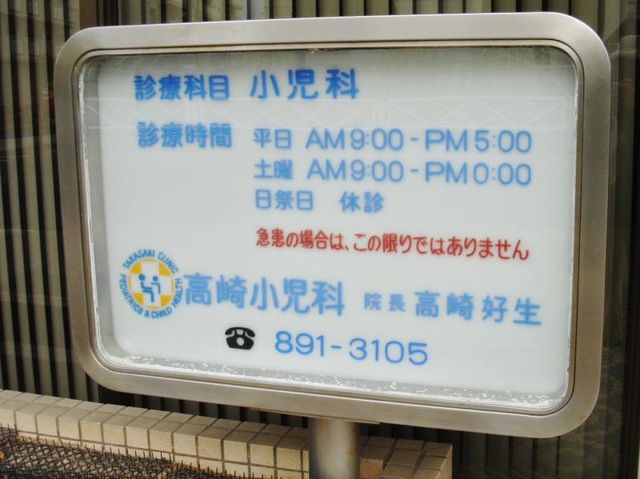 診療科目 小児科
診療時間 平日 AM9:00-PM5:00
土曜 AM9:00-PM0:00
日祭日 休診
急患の場合は、この限りではありません
TAKASAKI CLINIC
PEDIATRICS & CHILD HEALTH
高崎小児科 院長 高崎好生
☎ 891-3105